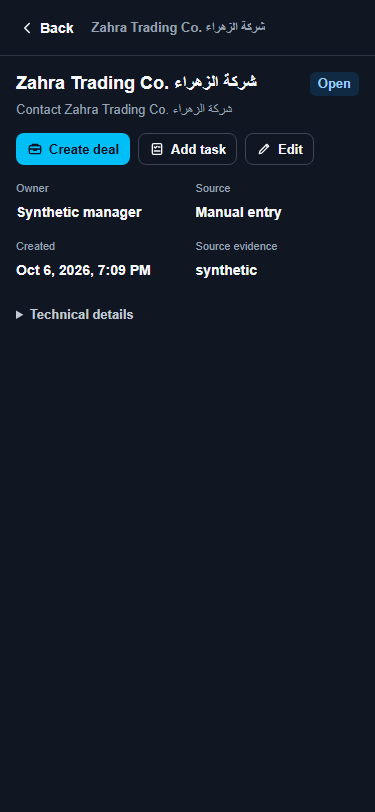 Back Zahra Trading Co. شركة الزهراء
Zahra Trading Co. شركة الزهراء Open
Contact Zahra Trading Co. شركة الزهراء
Create deal Add task Edit
Owner Source
Synthetic manager Manual entry
Created Source evidence
Oct 6, 2026, 7:09 PM synthetic
Technical details